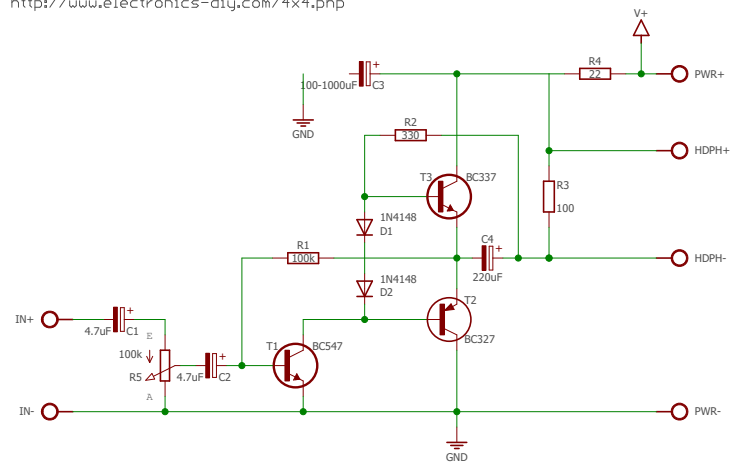 http://www.electronics-diy.com/4x4.php
V+
R4
22
PWR+
100-1000uF
C3
GND
R2
330
HDPH+
T3
BC337
R3
100
1N4148
D1
R1
100k
C4
220uF
HDPH-
1N4148
D2
T2
BC327
IN+
4.7uF
C1
E
100k
R5
A
4.7uF
C2
T1
BC547
IN-
PWR-
GND